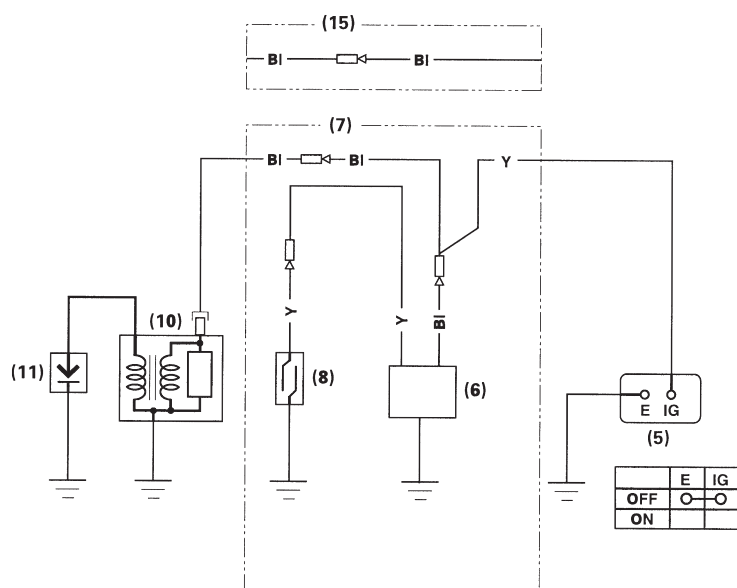 (15)
Bl Bl
(7)
Bl Bl Y
(10)
Y Y Bl
(11) (8) (6)
E IG
(5)
E IG
OFF
ON